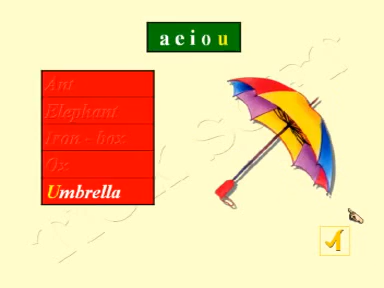 a e i o u
Ant
Elephant
Iron - box
Ox
Umbrella